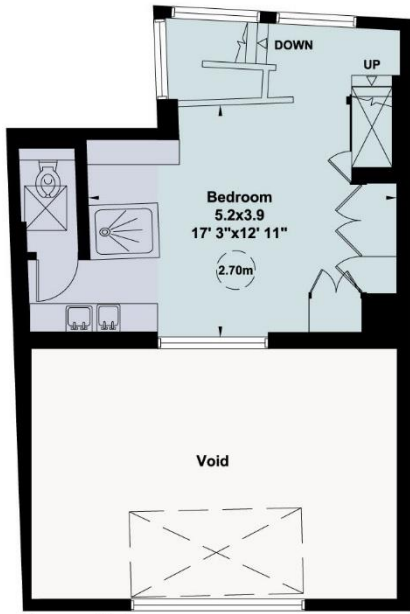 DOWN
UP
Bedroom
5.2x3.9
17' 3"x12' 11"
2.70m
Void